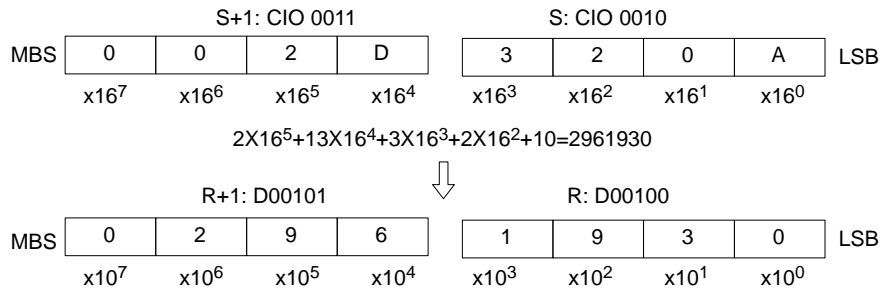 S+1: CIO 0011 S: CIO 0010
MBS 0 0 2 D 3 2 0 A LSB
x16⁷ x16⁶ x16⁵ x16⁴ x16³ x16² x16¹ x16⁰
2X16⁵+13X16⁴+3X16³+2X16²+10=2961930
R+1: D00101 R: D00100
MBS 0 2 9 6 1 9 3 0 LSB
x10⁷ x10⁶ x10⁵ x10⁴ x10³ x10² x10¹ x10⁰